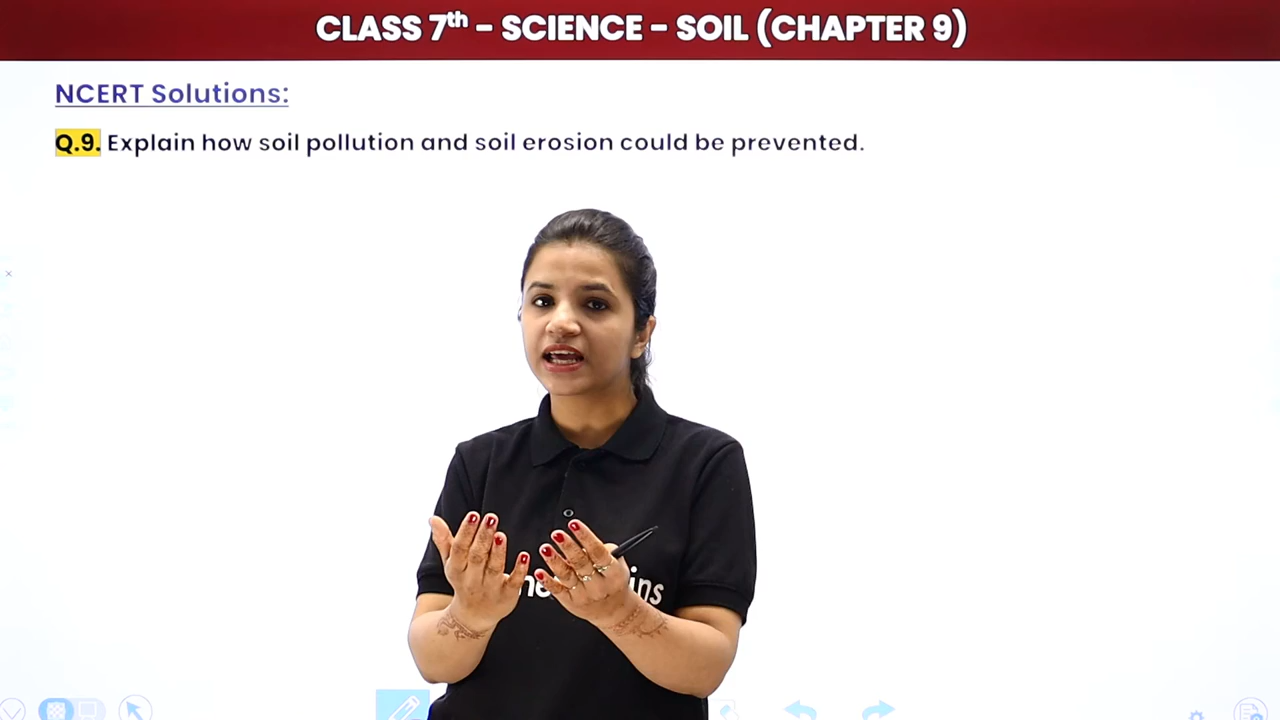 CLASS 7th - SCIENCE - SOIL (CHAPTER 9)
NCERT Solutions:
Q.9. Explain how soil pollution and soil erosion could be prevented.